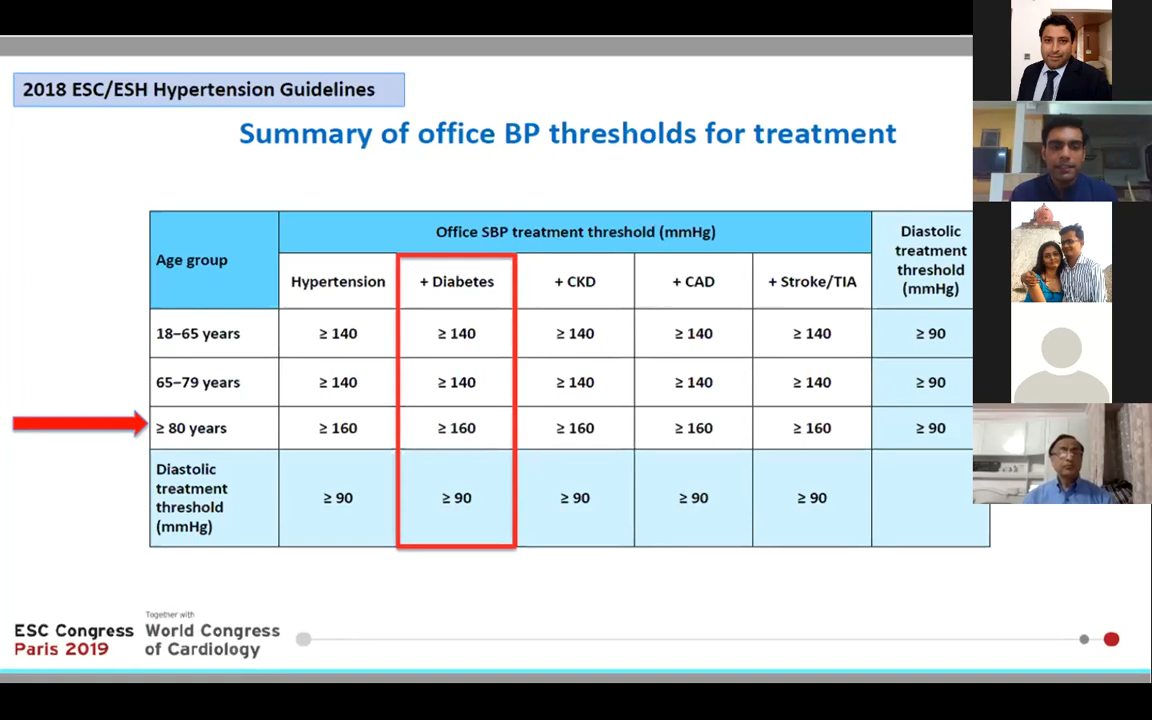 2018 ESC/ESH Hypertension Guidelines
Summary of office BP thresholds for treatment
Age group
Office SBP treatment threshold (mmHg)
Diastolic
treatment
threshold
(mmHg)
Hypertension + Diabetes + CKD + CAD + Stroke/TIA
18–65 years ≥ 140 ≥ 140 ≥ 140 ≥ 140 ≥ 140 ≥ 90
65–79 years ≥ 140 ≥ 140 ≥ 140 ≥ 140 ≥ 140 ≥ 90
≥ 80 years ≥ 160 ≥ 160 ≥ 160 ≥ 160 ≥ 160 ≥ 90
Diastolic
treatment
threshold
(mmHg)
≥ 90 ≥ 90 ≥ 90 ≥ 90 ≥ 90
ESC Congress
Paris 2019
Together with
World Congress
of Cardiology